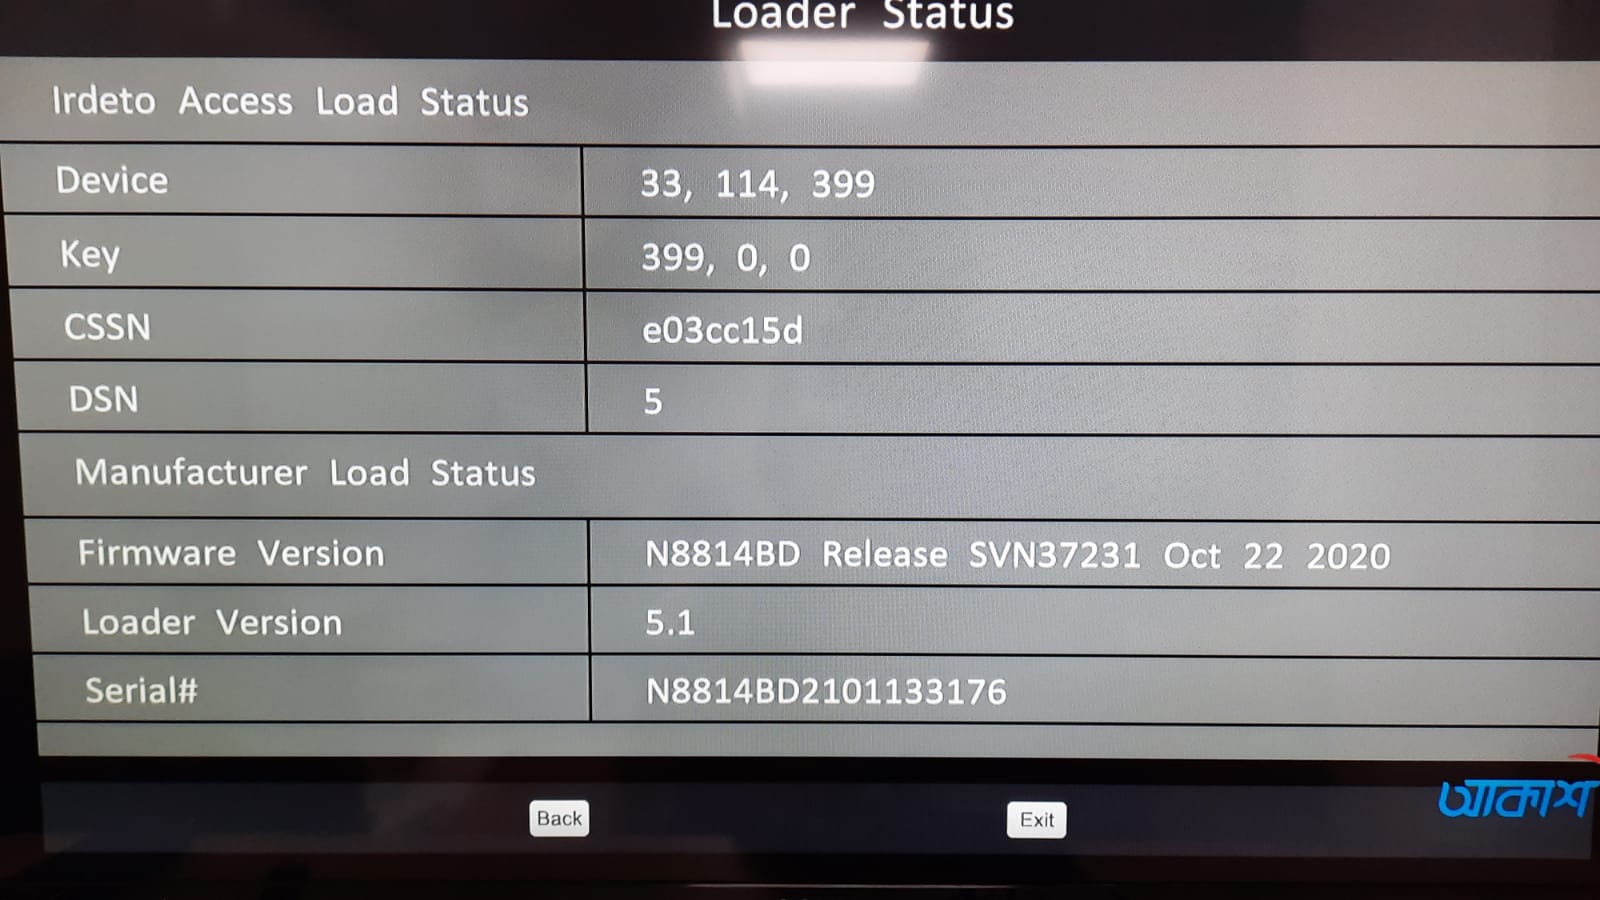 Loader Status
Irdeto Access Load Status
Device 33, 114, 399
Key 399, 0, 0
CSSN e03cc15d
DSN 5
Manufacturer Load Status
Firmware Version N8814BD Release SVN37231 Oct 22 2020
Loader Version 5.1
Serial# N8814BD2101133176
আকাশ
Back Exit